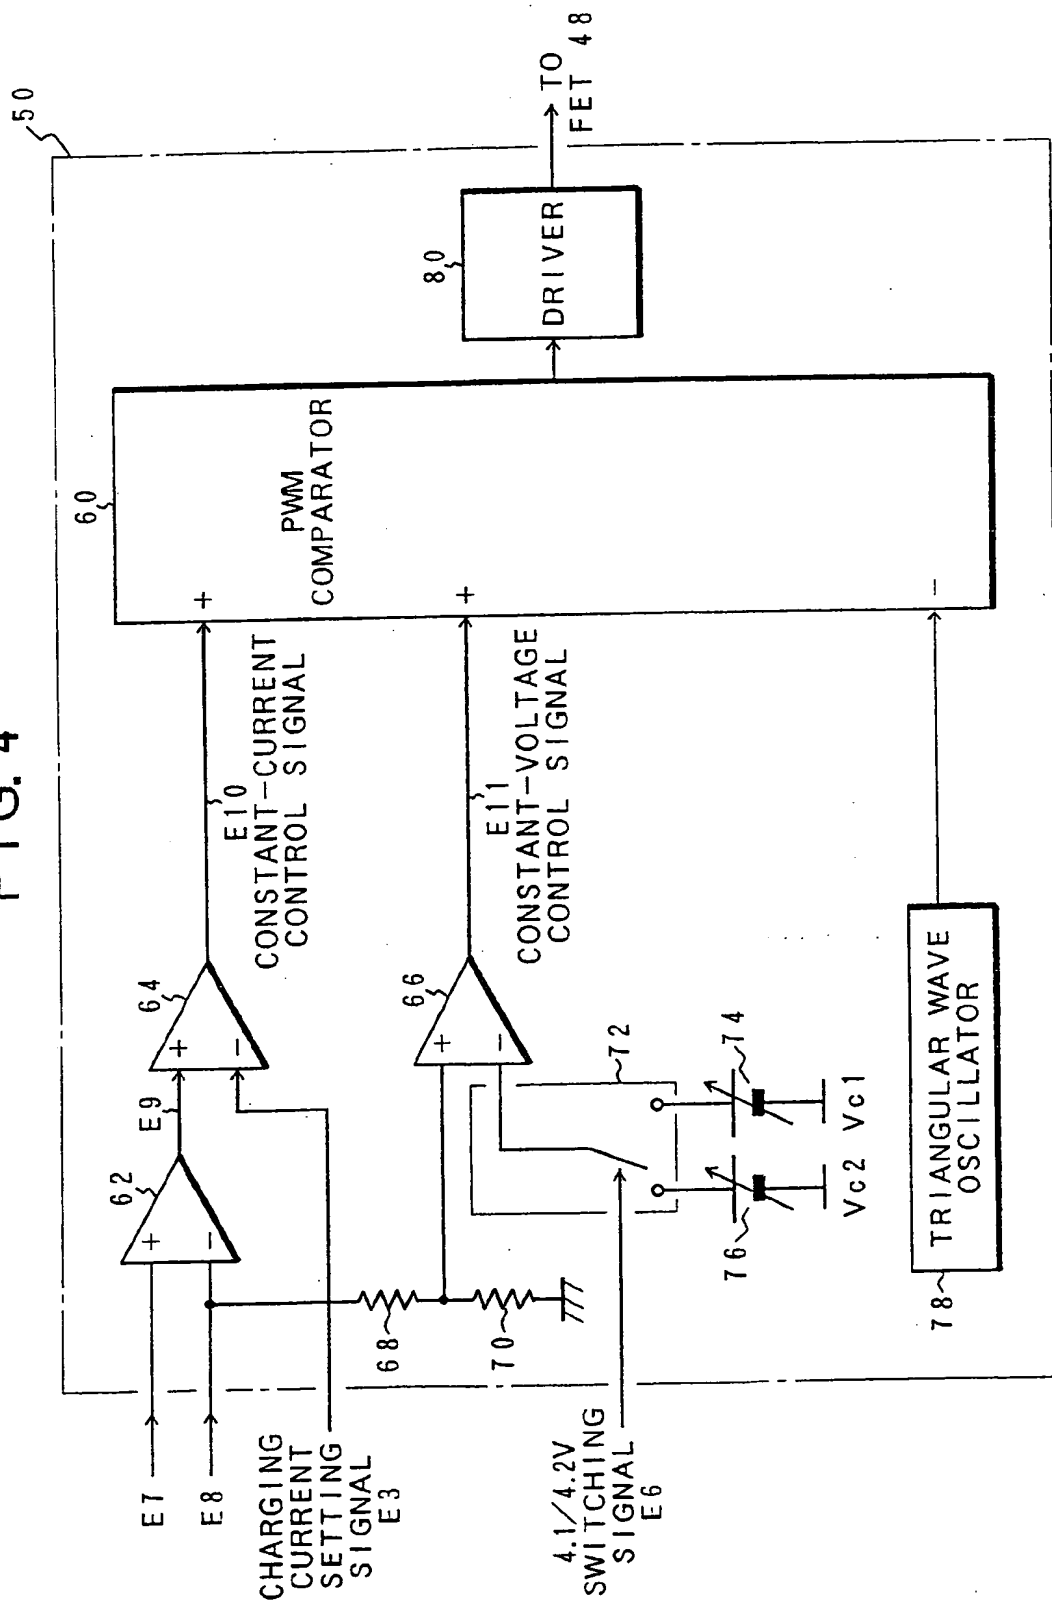 FIG. 4
50
60
PWM
COMPARATOR
+
+
-
80
DRIVER
TO
FET 48
E10
CONSTANT-CURRENT
CONTROL SIGNAL
E11
CONSTANT-VOLTAGE
CONTROL SIGNAL
64
+
-
E9
62
+
-
66
+
-
72
74
76
Vc1
Vc2
68
70
78
TRIANGULAR WAVE
OSCILLATOR
E7
E8
CHARGING
CURRENT
SETTING
SIGNAL
E3
4.1/4.2V
SWITCHING
SIGNAL
E6